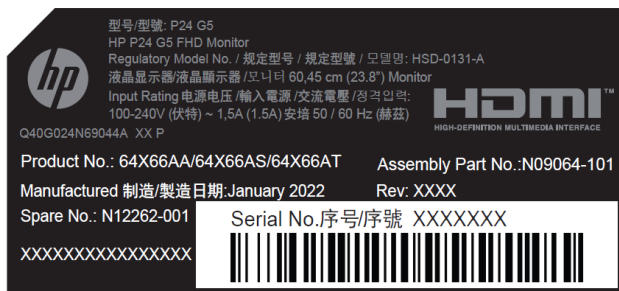 型号/型號: P24 G5
HP P24 G5 FHD Monitor
Regulatory Model No. / 规定型号 / 規定型號 / 모델명: HSD-0131-A
液晶显示器/液晶顯示器 /모니터 60,45 cm (23.8”) Monitor
Input Rating 电源电压 /輸入電源 /交流電壓 /정격입력:
100-240V (伏特) ~ 1,5A (1.5A) 安培 50 / 60 Hz (赫茲)
hp
HDMI™
HIGH-DEFINITION MULTIMEDIA INTERFACE
Q40G024N69044A XX P
Product No.: 64X66AA/64X66AS/64X66AT
Assembly Part No.:N09064-101
Manufactured 制造/製造日期:January 2022
Rev: XXXX
Spare No.: N12262-001
Serial No.序号/序號 XXXXXXX
XXXXXXXXXXXXXXXX